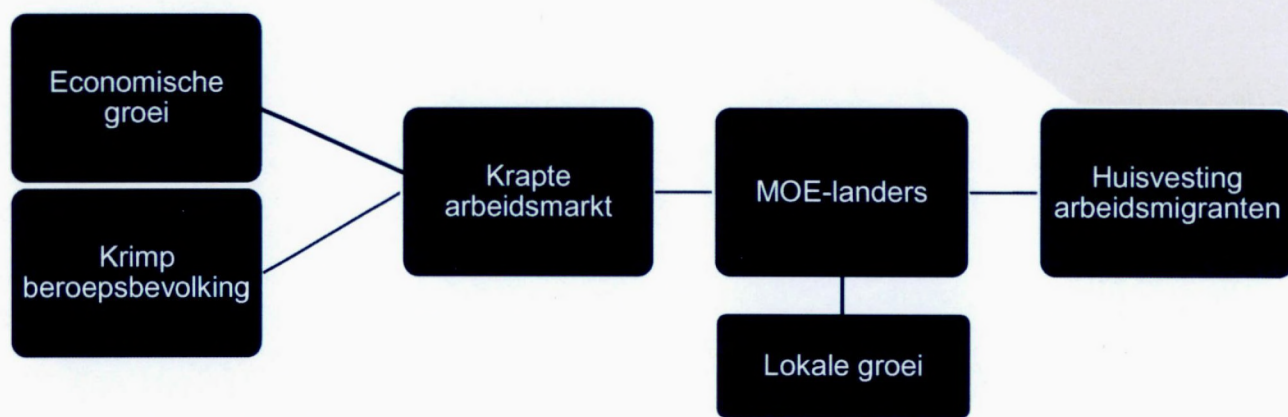 Economische
groei
Krimp
beroepsbevolking
Krapte
arbeidsmarkt
MOE-landers
Lokale groei
Huisvesting
arbeidsmigranten